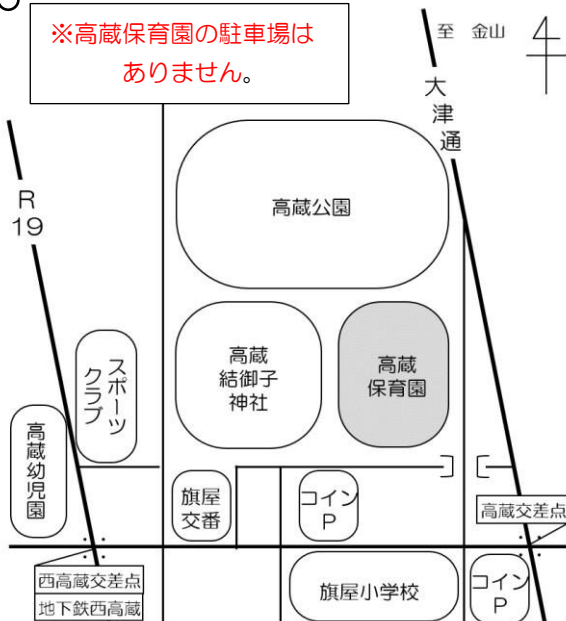 ※高蔵保育園の駐車場は
ありません。
至 金山
大津通
R
19
高蔵公園
スポーツ
クラブ
高蔵
結御子
神社
高蔵
保育園
高蔵幼児園
旗屋
交番
コイン
P
高蔵交差点
西高蔵交差点
地下鉄西高蔵
旗屋小学校
コイン
P